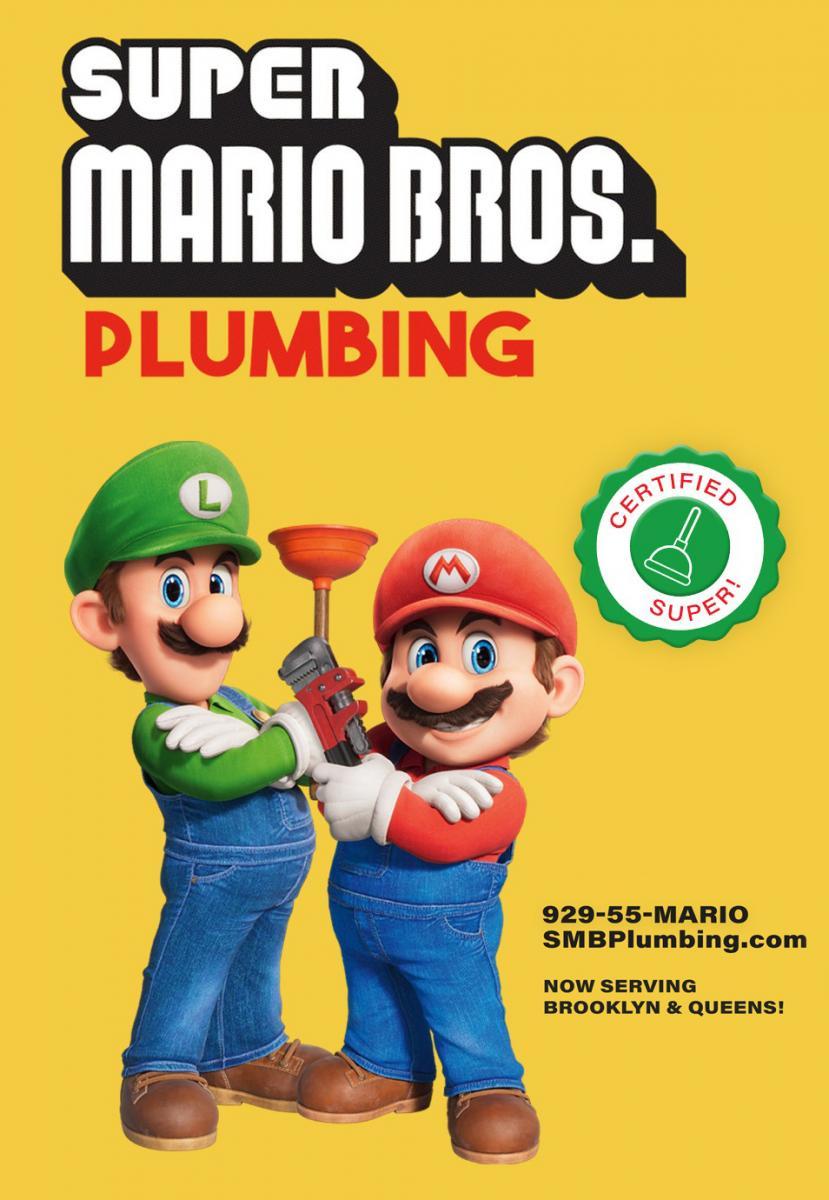 SUPER
MARIO BROS.
PLUMBING
L
M
CERTIFIED
SUPER!
929-55-MARIO
SMBPlumbing.com
NOW SERVING
BROOKLYN & QUEENS!